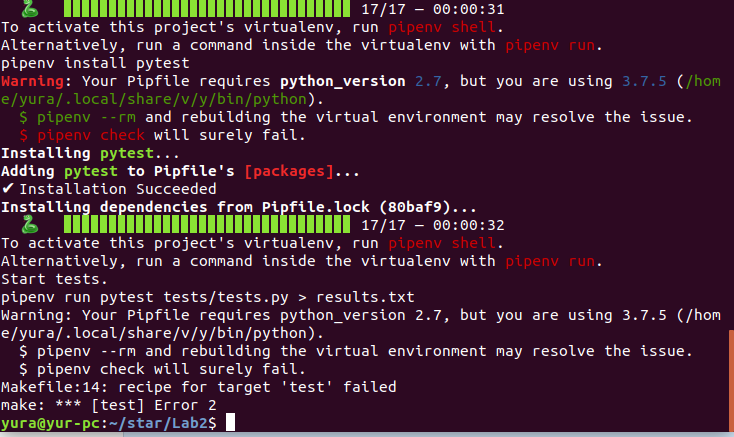 17/17 — 00:00:31
To activate this project's virtualenv, run pipenv shell.
Alternatively, run a command inside the virtualenv with pipenv run.
pipenv install pytest
Warning: Your Pipfile requires python_version 2.7, but you are using 3.7.5 (/hom
e/yura/.local/share/v/y/bin/python).
  $ pipenv --rm and rebuilding the virtual environment may resolve the issue.
  $ pipenv check will surely fail.
Installing pytest...
Adding pytest to Pipfile's [packages]...
✔ Installation Succeeded
Installing dependencies from Pipfile.lock (80baf9)...
17/17 — 00:00:32
To activate this project's virtualenv, run pipenv shell.
Alternatively, run a command inside the virtualenv with pipenv run.
Start tests.
pipenv run pytest tests/tests.py > results.txt
Warning: Your Pipfile requires python_version 2.7, but you are using 3.7.5 (/hom
e/yura/.local/share/v/y/bin/python).
  $ pipenv --rm and rebuilding the virtual environment may resolve the issue.
  $ pipenv check will surely fail.
Makefile:14: recipe for target 'test' failed
make: *** [test] Error 2
yura@yur-pc:~/star/Lab2$